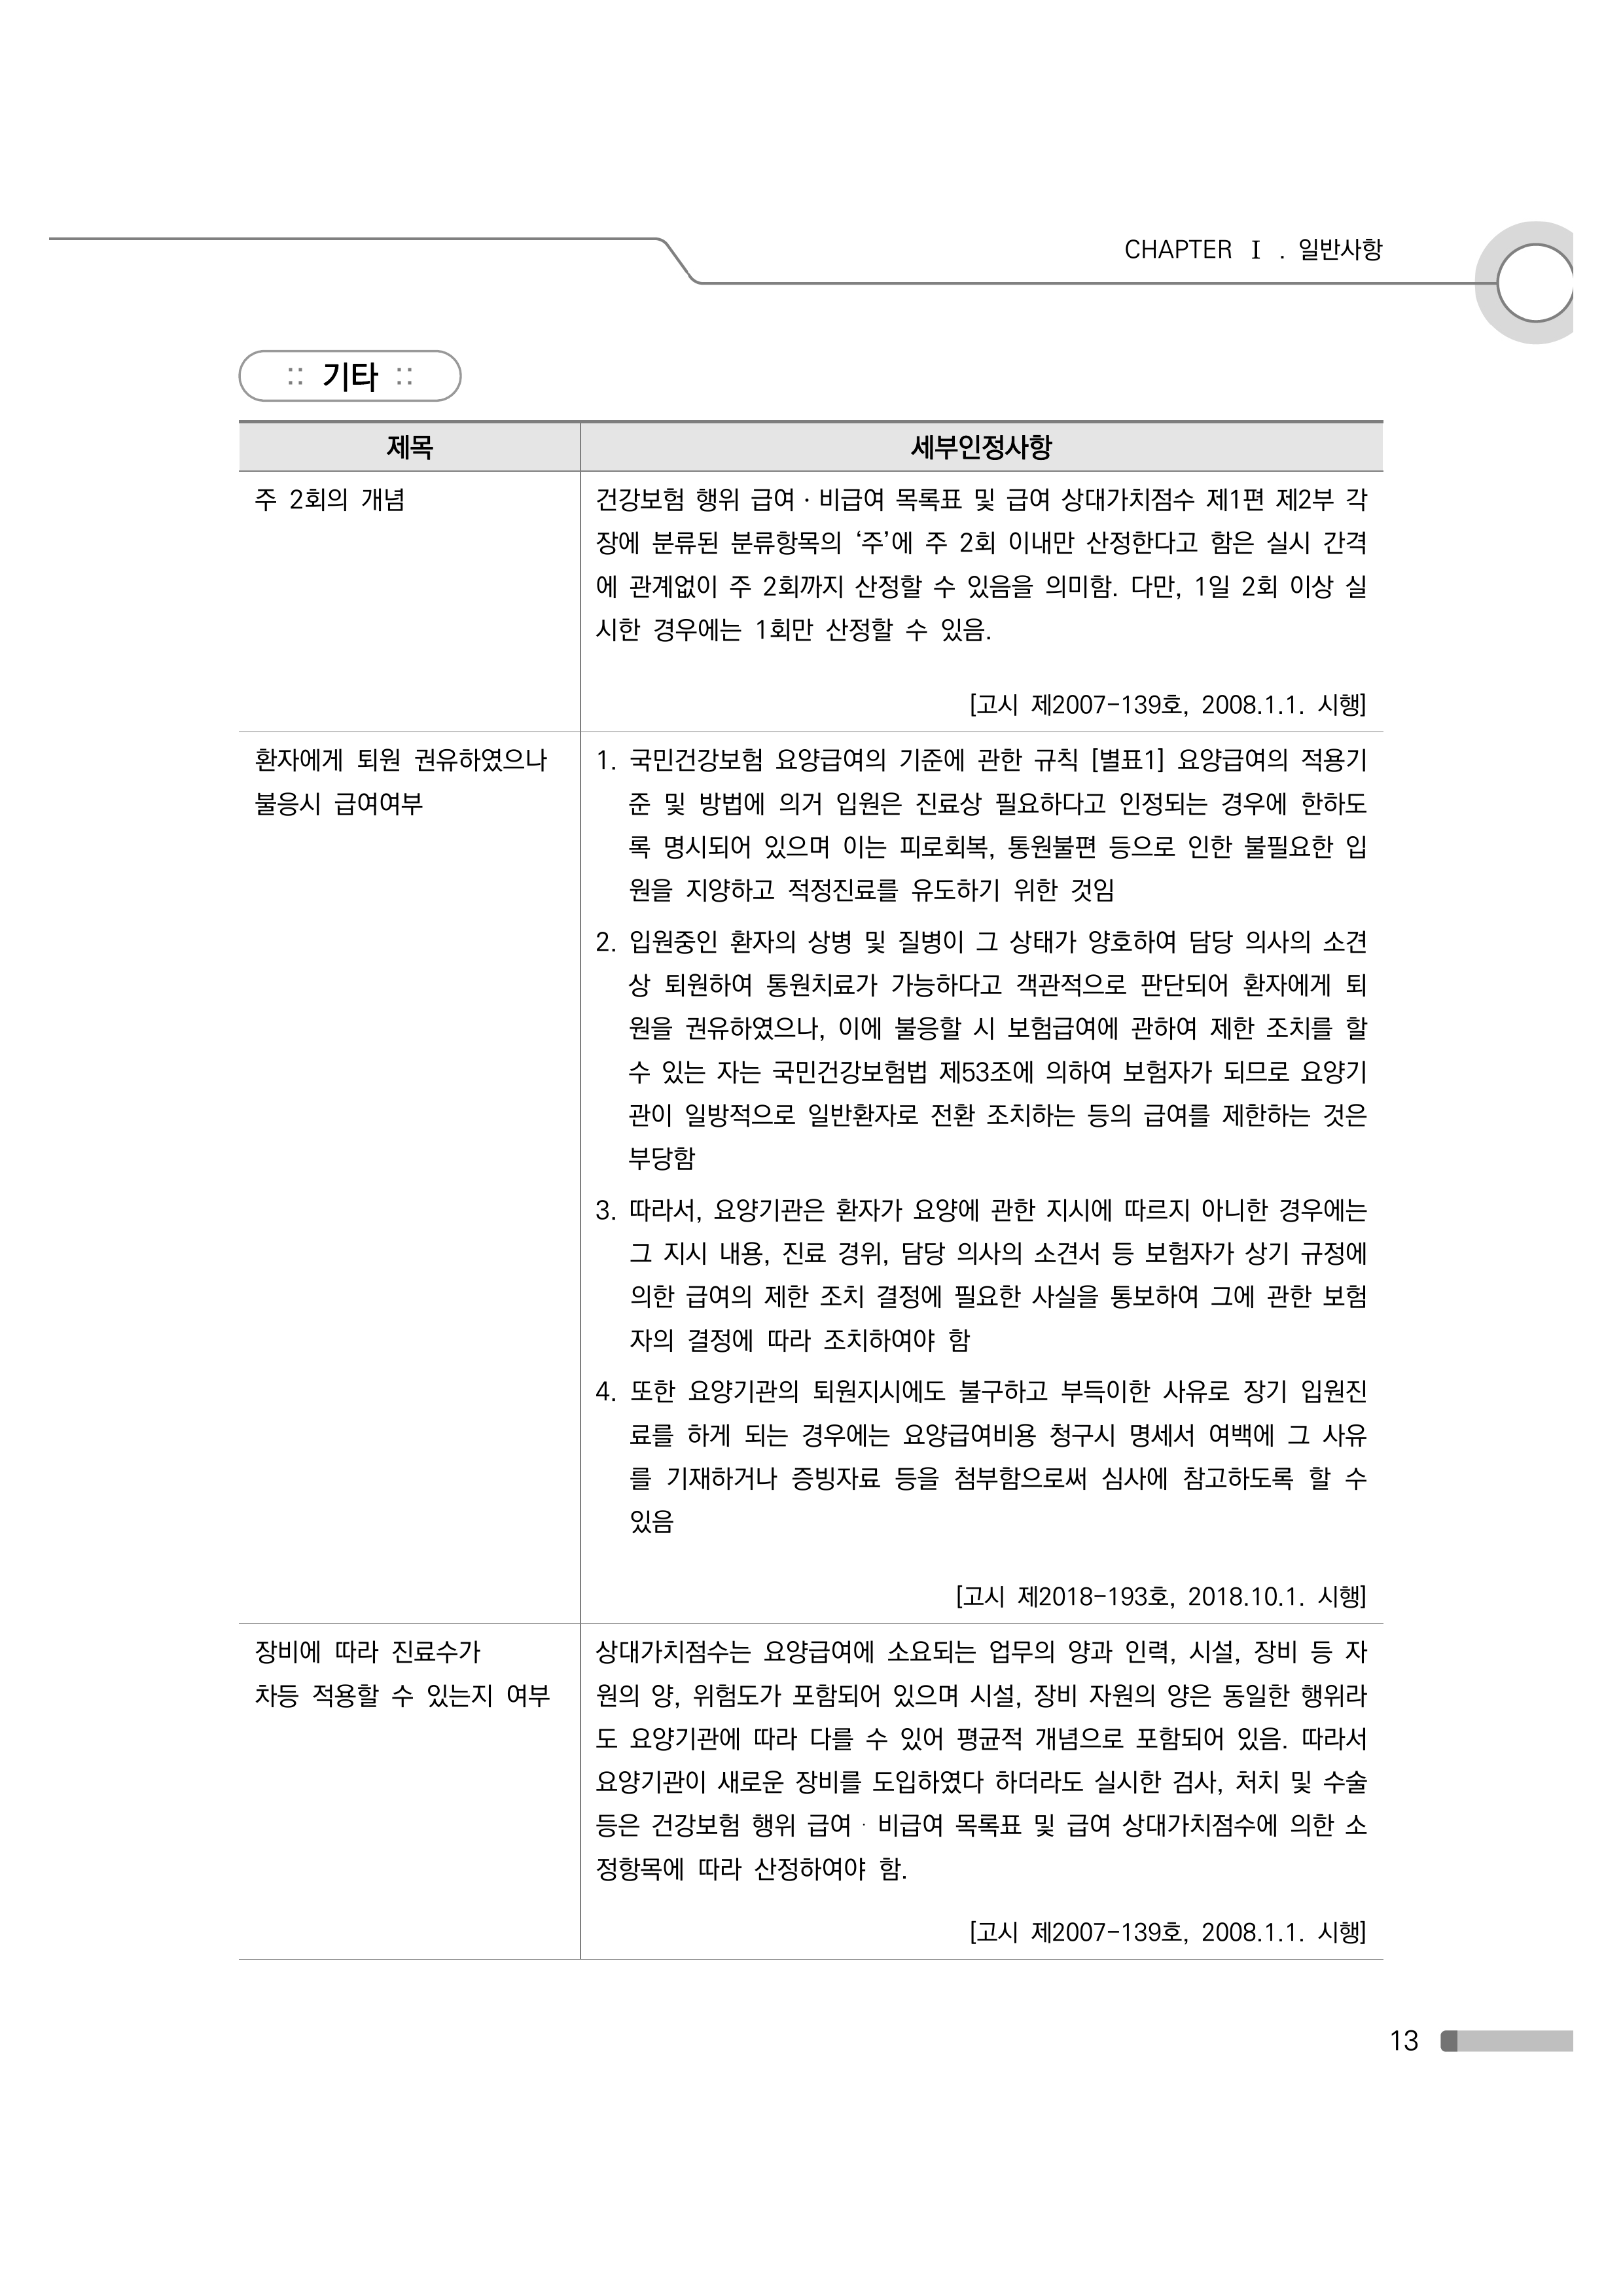 CHAPTER Ⅰ. 일반사항
:: 기타 ::
제목
세부인정사항
주 2회의 개념
건강보험 행위 급여·비급여 목록표 및 급여 상대가치점수 제1편 제2부 각
장에 분류된 분류항목의 ‘주’에 주 2회 이내만 산정한다고 함은 실시 간격
에 관계없이 주 2회까지 산정할 수 있음을 의미함. 다만, 1일 2회 이상 실
시한 경우에는 1회만 산정할 수 있음.
[고시 제2007-139호, 2008.1.1. 시행]
환자에게 퇴원 권유하였으나
불응시 급여여부
1. 국민건강보험 요양급여의 기준에 관한 규칙 [별표1] 요양급여의 적용기
준 및 방법에 의거 입원은 진료상 필요하다고 인정되는 경우에 한하도
록 명시되어 있으며 이는 피로회복, 통원불편 등으로 인한 불필요한 입
원을 지양하고 적정진료를 유도하기 위한 것임
2. 입원중인 환자의 상병 및 질병이 그 상태가 양호하여 담당 의사의 소견
상 퇴원하여 통원치료가 가능하다고 객관적으로 판단되어 환자에게 퇴
원을 권유하였으나, 이에 불응할 시 보험급여에 관하여 제한 조치를 할
수 있는 자는 국민건강보험법 제53조에 의하여 보험자가 되므로 요양기
관이 일방적으로 일반환자로 전환 조치하는 등의 급여를 제한하는 것은
부당함
3. 따라서, 요양기관은 환자가 요양에 관한 지시에 따르지 아니한 경우에는
그 지시 내용, 진료 경위, 담당 의사의 소견서 등 보험자가 상기 규정에
의한 급여의 제한 조치 결정에 필요한 사실을 통보하여 그에 관한 보험
자의 결정에 따라 조치하여야 함
4. 또한 요양기관의 퇴원지시에도 불구하고 부득이한 사유로 장기 입원진
료를 하게 되는 경우에는 요양급여비용 청구시 명세서 여백에 그 사유
를 기재하거나 증빙자료 등을 첨부함으로써 심사에 참고하도록 할 수
있음
[고시 제2018-193호, 2018.10.1. 시행]
장비에 따라 진료수가
차등 적용할 수 있는지 여부
상대가치점수는 요양급여에 소요되는 업무의 양과 인력, 시설, 장비 등 자
원의 양, 위험도가 포함되어 있으며 시설, 장비 자원의 양은 동일한 행위라
도 요양기관에 따라 다를 수 있어 평균적 개념으로 포함되어 있음. 따라서
요양기관이 새로운 장비를 도입하였다 하더라도 실시한 검사, 처치 및 수술
등은 건강보험 행위 급여·비급여 목록표 및 급여 상대가치점수에 의한 소
정항목에 따라 산정하여야 함.
[고시 제2007-139호, 2008.1.1. 시행]
13